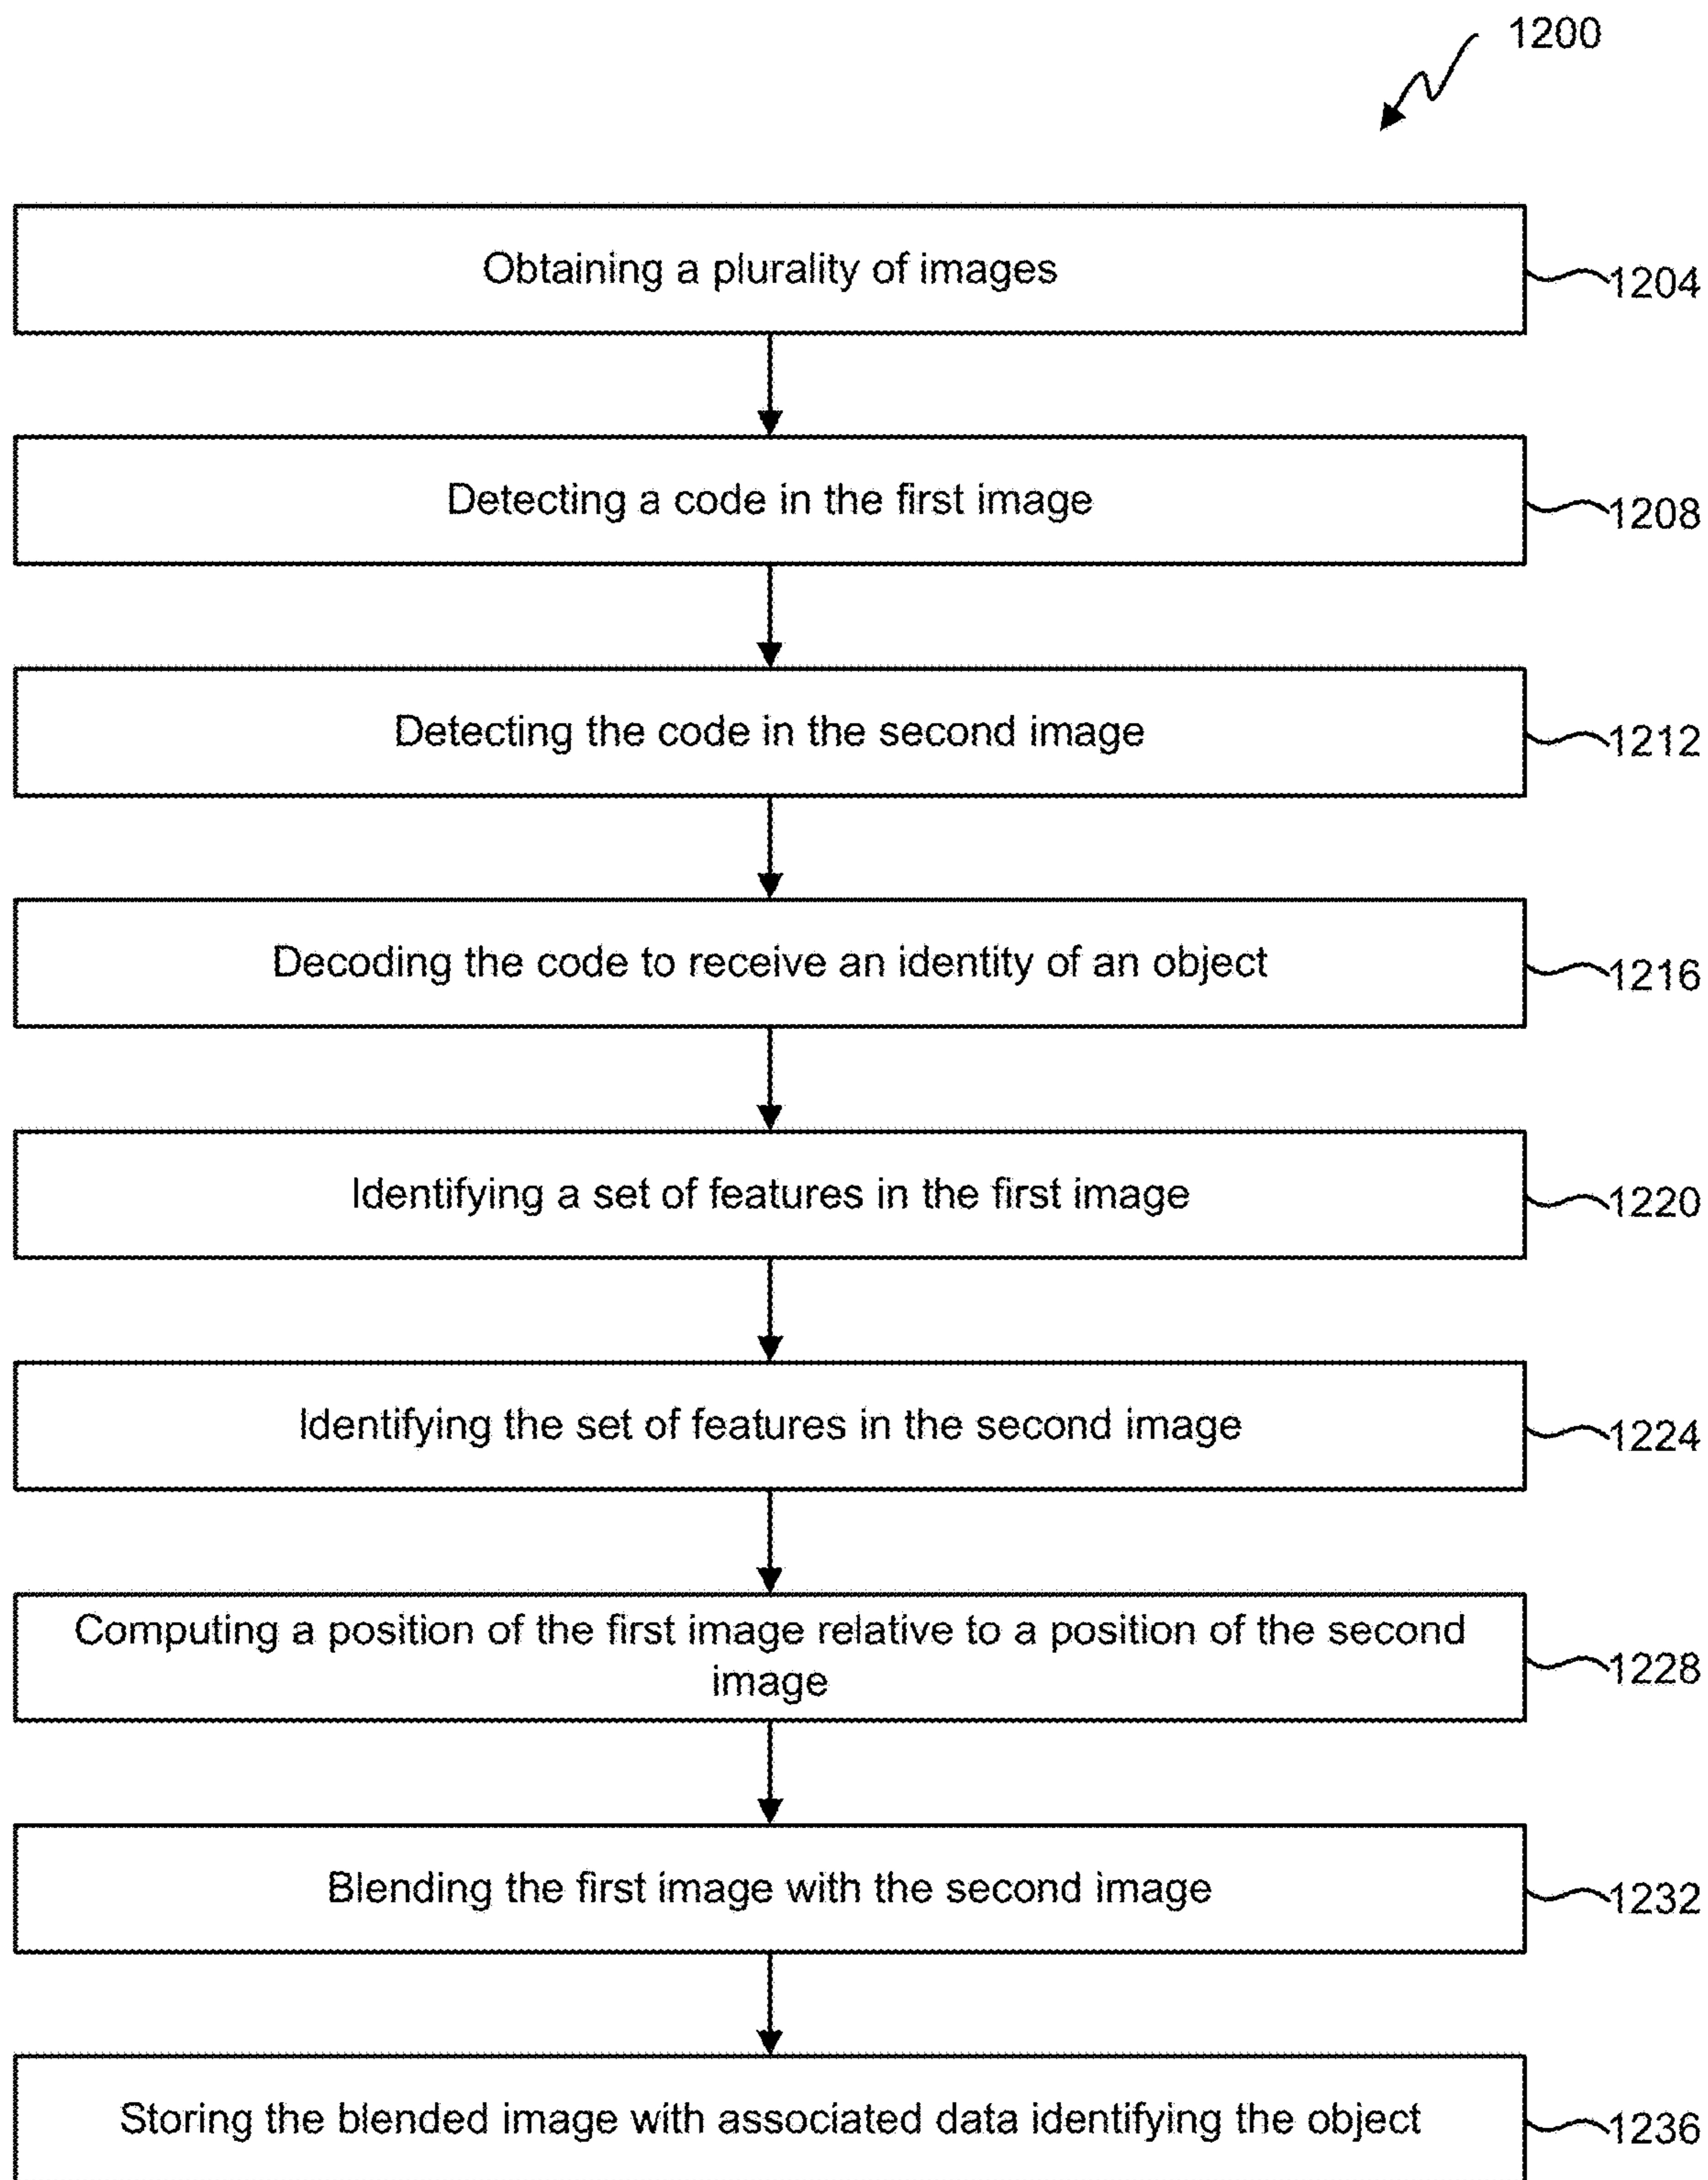 1200
Obtaining a plurality of images
1204
Detecting a code in the first image
1208
Detecting the code in the second image
1212
Decoding the code to receive an identity of an object
1216
Identifying a set of features in the first image
1220
Identifying the set of features in the second image
1224
Computing a position of the first image relative to a position of the second
image
1228
Blending the first image with the second image
1232
Storing the blended image with associated data identifying the object
1236